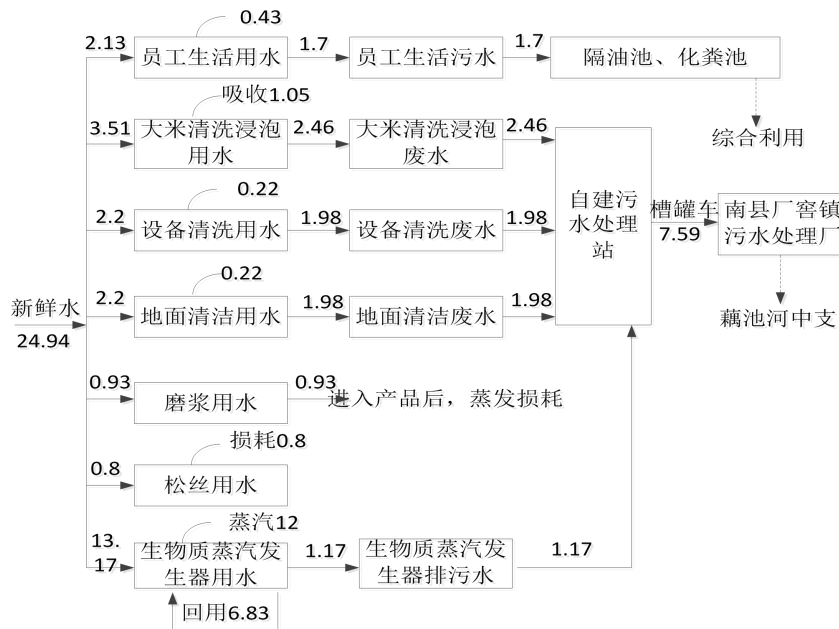 0.43
2.13
员工生活用水
1.7
员工生活污水
1.7
隔油池、化粪池
综合利用
吸收1.05
3.51
大米清洗浸泡
用水
2.46
大米清洗浸泡
废水
2.46
0.22
2.2
设备清洗用水
1.98
设备清洗废水
1.98
自建污
水处理
站
槽罐车
7.59
南县厂窖镇
污水处理厂
藕池河中支
0.22
新鲜水
24.94
2.2
地面清洁用水
1.98
地面清洁废水
1.98
0.93
磨浆用水
0.93
进入产品后，蒸发损耗
损耗0.8
0.8
松丝用水
蒸汽12
13.
17
生物质蒸汽发
生器用水
1.17
生物质蒸汽发
生器排污水
1.17
回用6.83